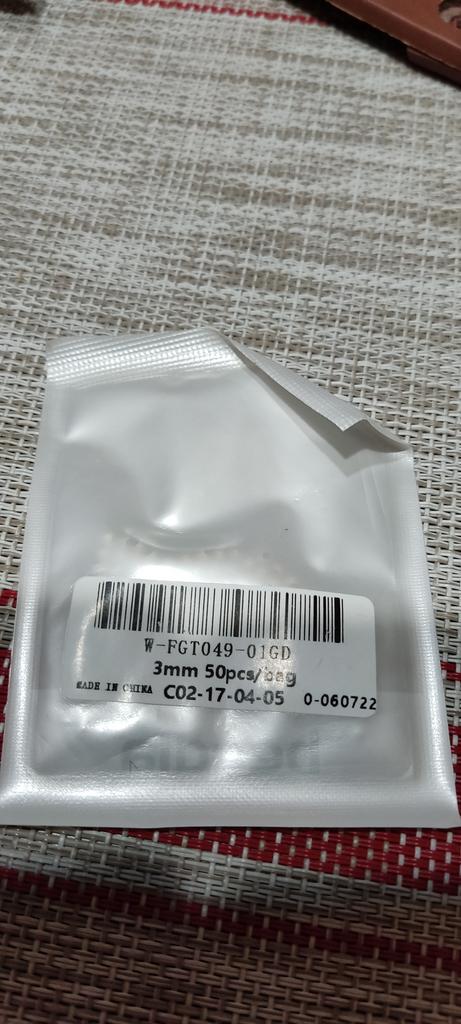 W-FGT049-01GD
3mm 50pcs/bag
MADE IN CHINA C02-17-04-05 0-060722